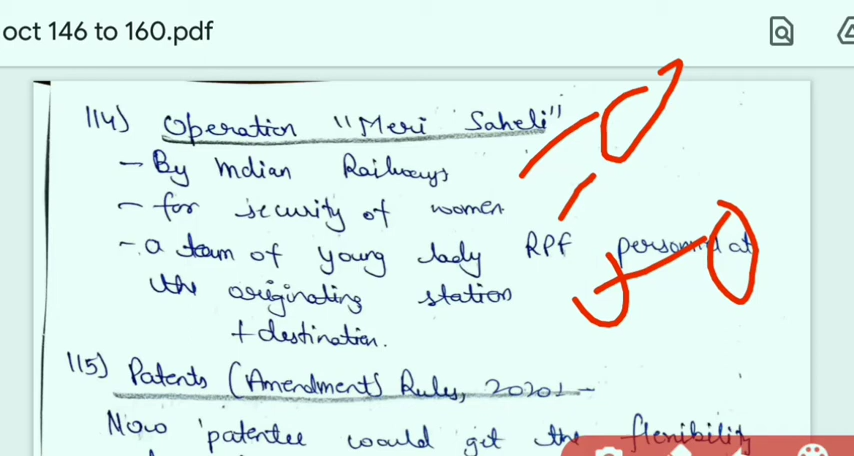 oct 146 to 160.pdf
114) Operation "Meri Saheli"
- By Indian Railways
- for security of women
- a team of young lady RPF personnel at
the originating station
+ destination.
115) Patents (Amendment) Rules, 2020 -
Now 'patentee would get the flexibility